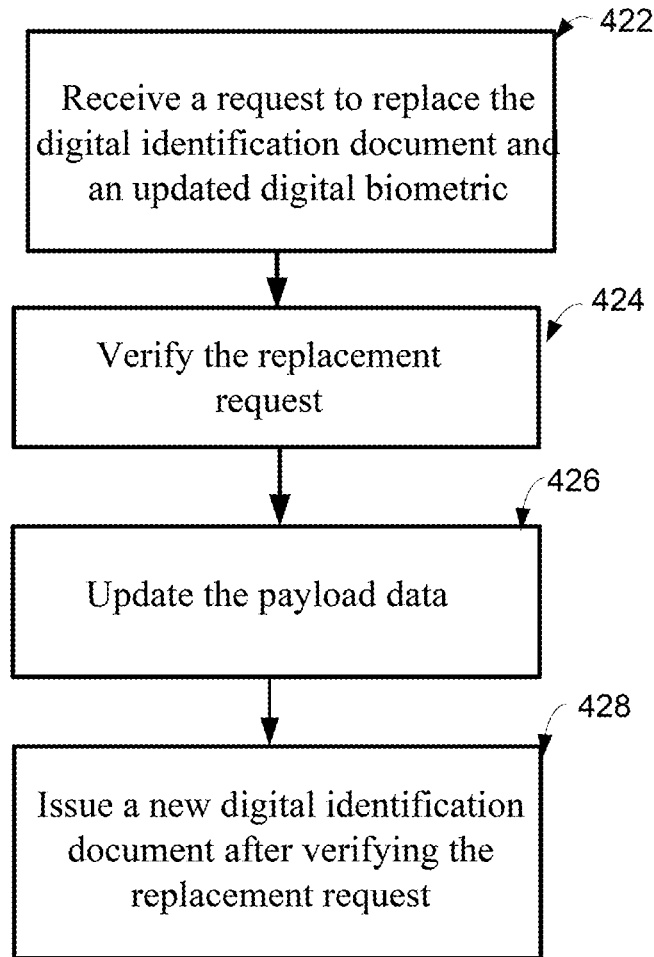 422
Receive a request to replace the
digital identification document and
an updated digital biometric
424
Verify the replacement
request
426
Update the payload data
428
Issue a new digital identification
document after verifying the
replacement request